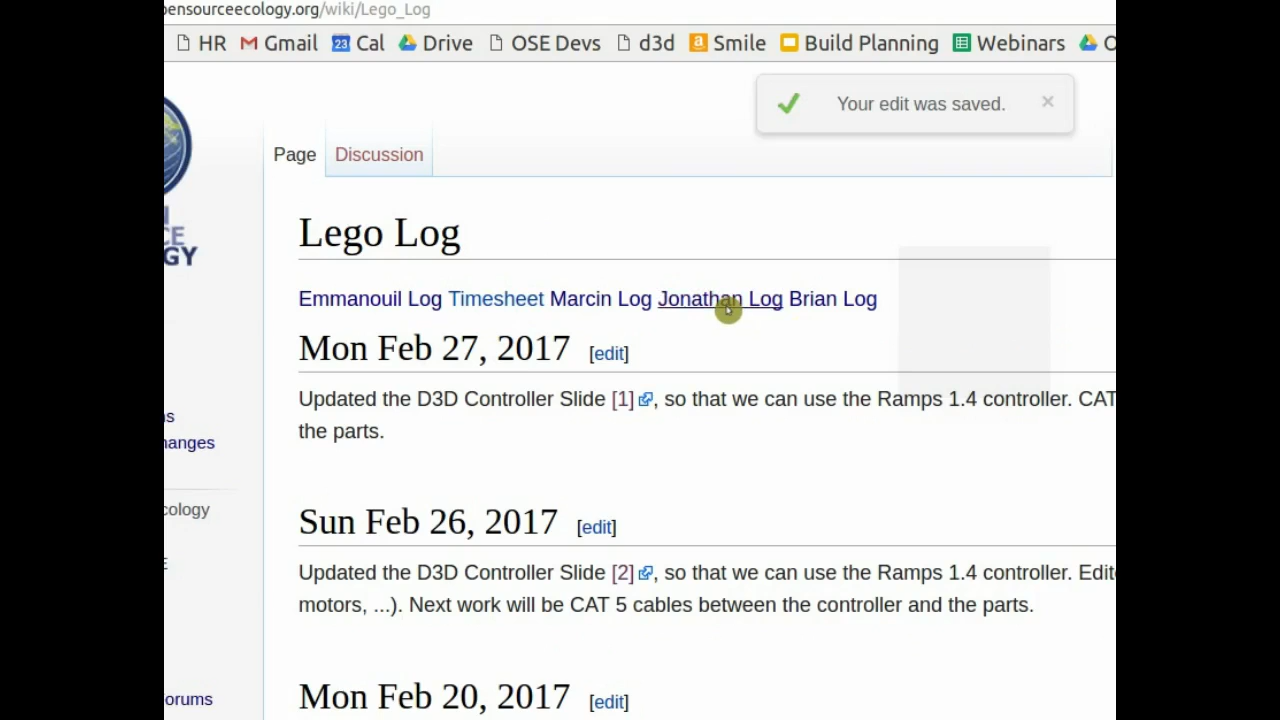 pensourceecology.org/wiki/Lego_Log
HR Gmail 23 Cal Drive OSE Devs d3d a Smile Build Planning Webinars O
Your edit was saved. ×
Page Discussion
GY
Lego Log
Emmanouil Log Timesheet Marcin Log Jonathan Log Brian Log
Mon Feb 27, 2017 [edit]
Updated the D3D Controller Slide [1], so that we can use the Ramps 1.4 controller. CAT
the parts.
hanges
Sun Feb 26, 2017 [edit]
cology
Updated the D3D Controller Slide [2], so that we can use the Ramps 1.4 controller. Edit
motors, ...). Next work will be CAT 5 cables between the controller and the parts.
Mon Feb 20, 2017 [edit]
orums